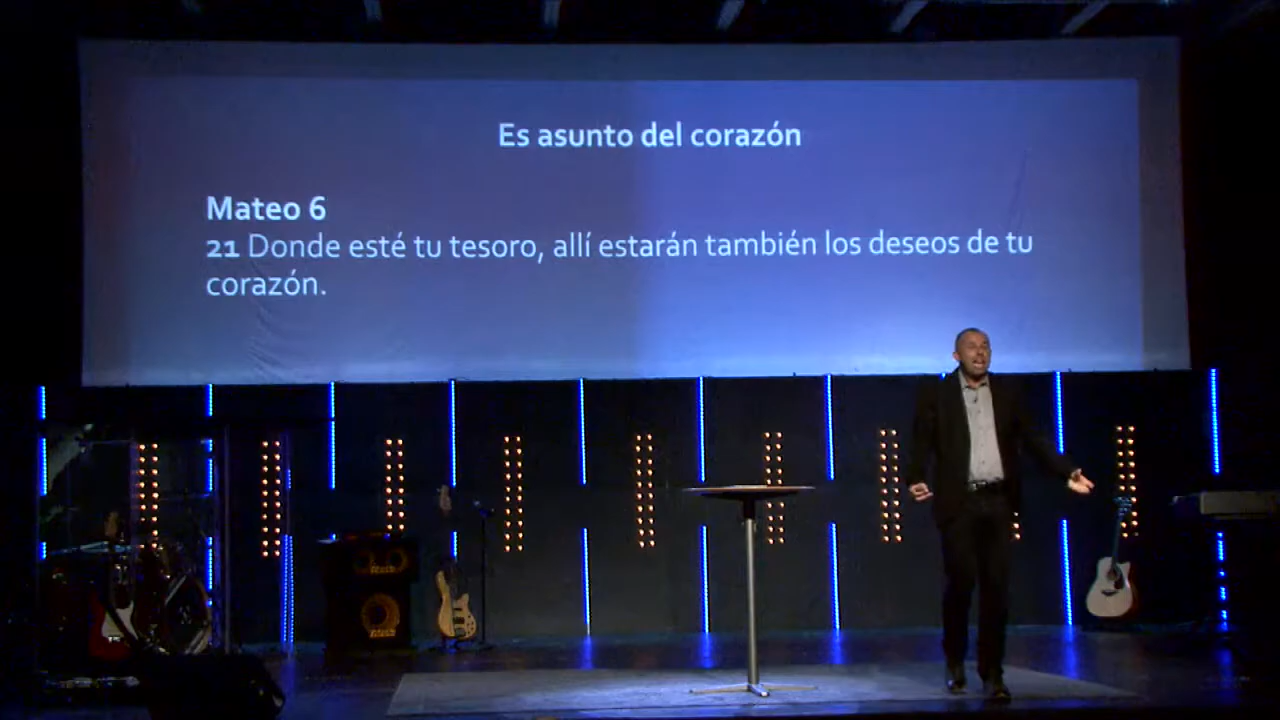 Es asunto del corazón
Mateo 6
21 Donde esté tu tesoro, allí estarán también los deseos de tu
corazón.